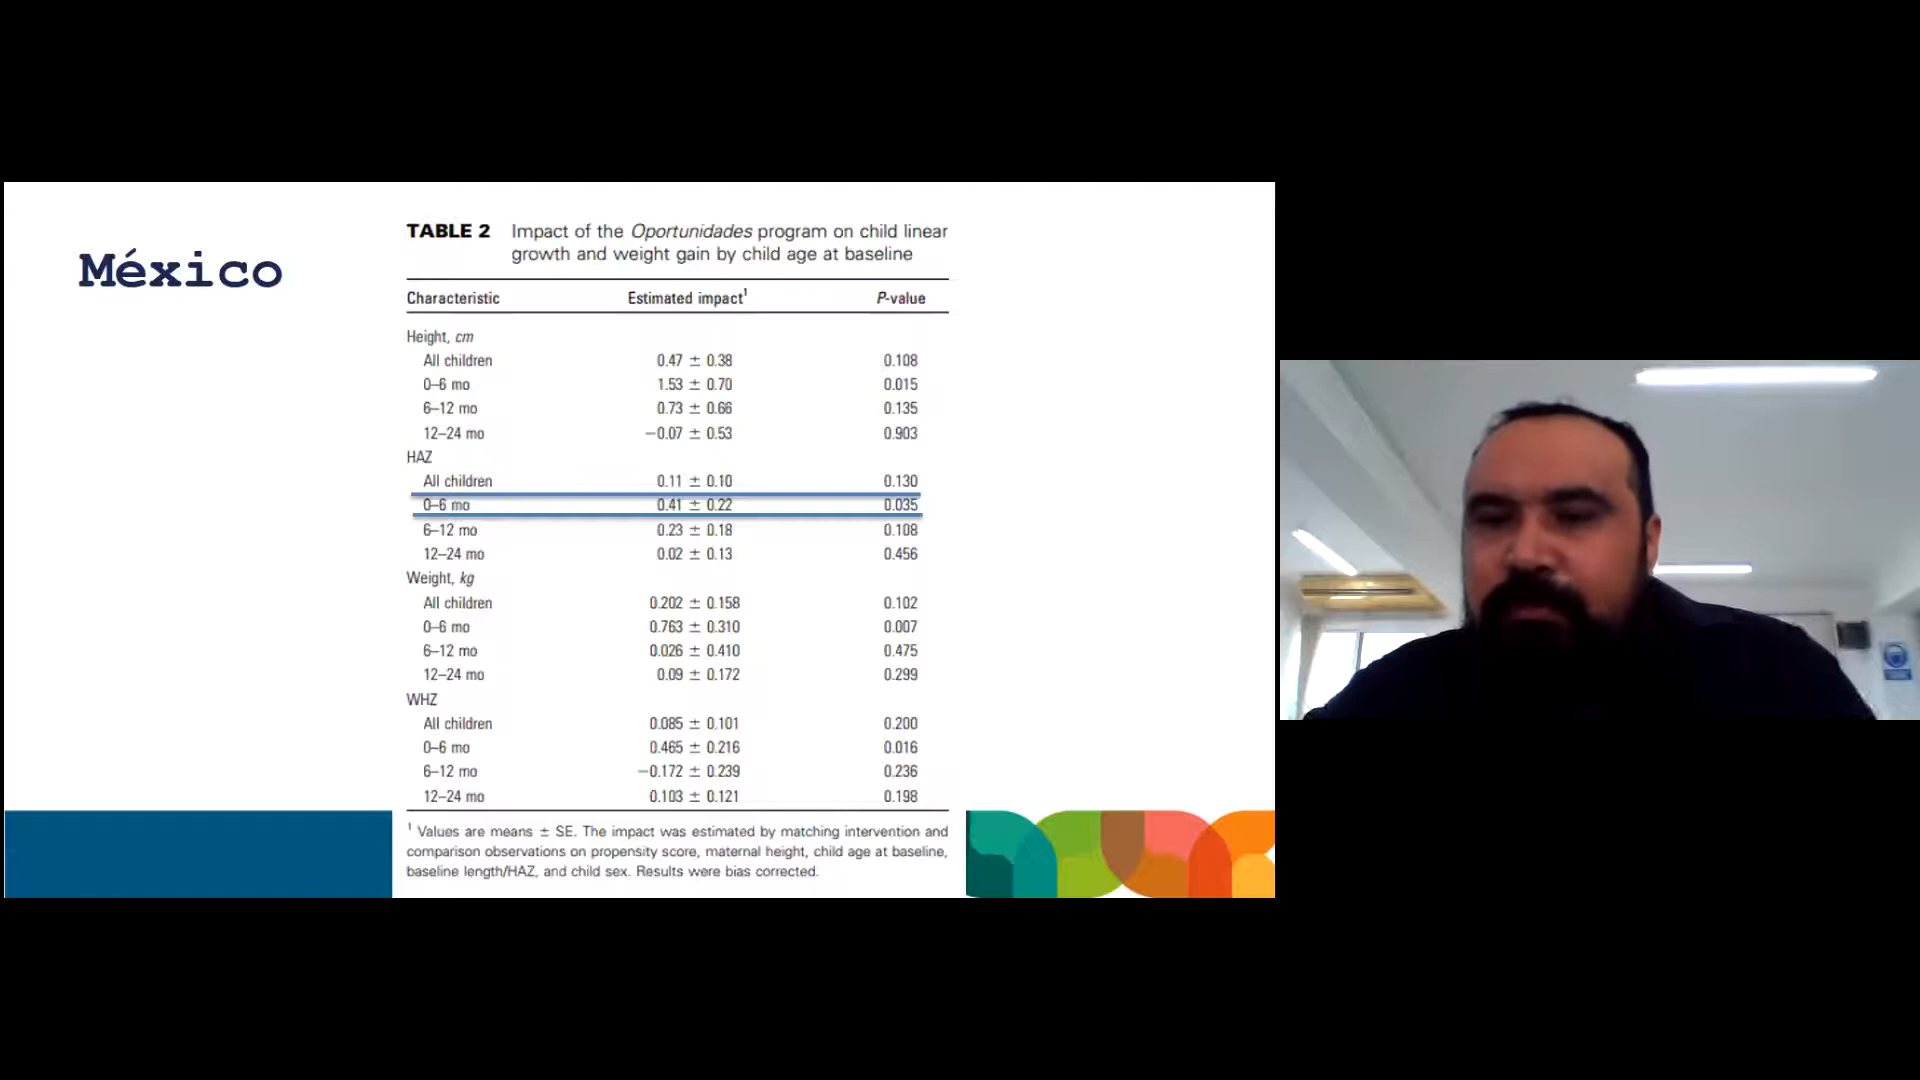 México
TABLE 2 Impact of the Oportunidades program on child linear
growth and weight gain by child age at baseline
Characteristic Estimated impact¹ P-value
Height, cm
All children 0.47 ± 0.38 0.108
0–6 mo 1.53 ± 0.70 0.015
6–12 mo 0.73 ± 0.66 0.135
12–24 mo −0.07 ± 0.53 0.903
HAZ
All children 0.11 ± 0.10 0.130
0–6 mo 0.41 ± 0.22 0.035
6–12 mo 0.23 ± 0.18 0.108
12–24 mo 0.02 ± 0.13 0.456
Weight, kg
All children 0.202 ± 0.158 0.102
0–6 mo 0.763 ± 0.310 0.007
6–12 mo 0.026 ± 0.410 0.475
12–24 mo 0.09 ± 0.172 0.299
WHZ
All children 0.085 ± 0.101 0.200
0–6 mo 0.465 ± 0.216 0.016
6–12 mo −0.172 ± 0.239 0.236
12–24 mo 0.103 ± 0.121 0.198
¹ Values are means ± SE. The impact was estimated by matching intervention and
comparison observations on propensity score, maternal height, child age at baseline,
baseline length/HAZ, and child sex. Results were bias corrected.